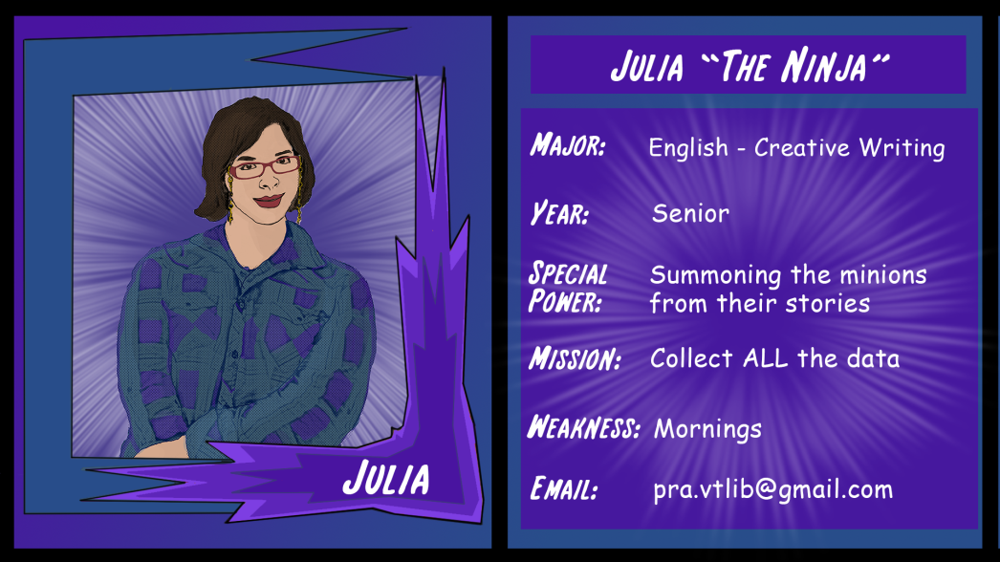 Julia
Julia “The Ninja”
Major: English - Creative Writing
Year: Senior
Special Power: Summoning the minions
from their stories
Mission: Collect ALL the data
Weakness: Mornings
Email: pra.vtlib@gmail.com